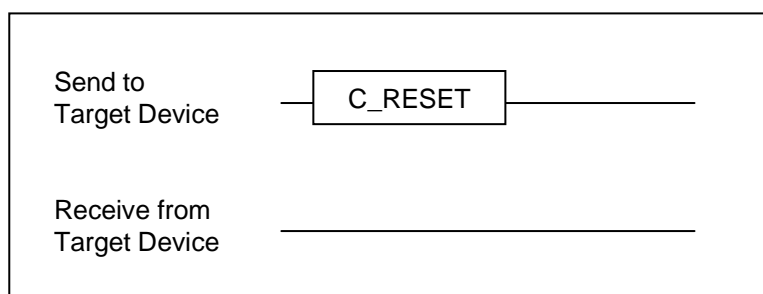 Send to
Target Device
C_RESET
Receive from
Target Device